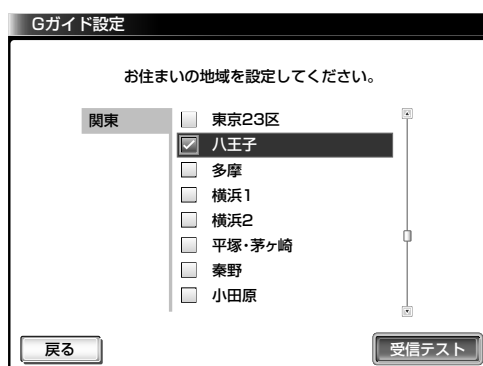 Gガイド設定
お住まいの地域を設定してください。
関東
東京23区
八王子
多摩
横浜1
横浜2
平塚・茅ヶ崎
秦野
小田原
戻る
受信テスト